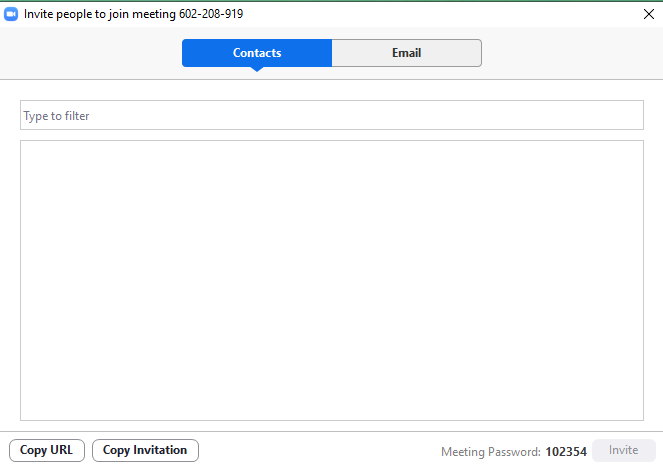 Invite people to join meeting 602-208-919
Contacts
Email
Type to filter
Copy URL
Copy Invitation
Meeting Password: 102354
Invite